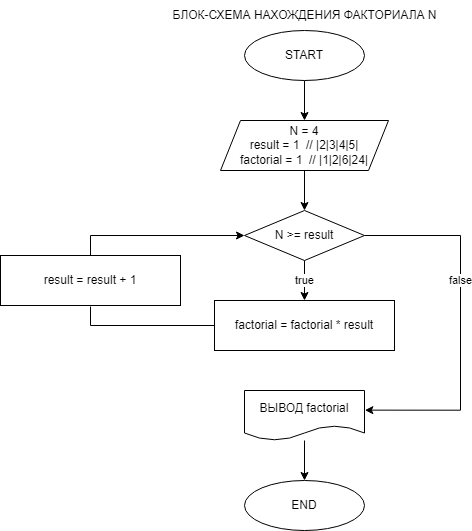 БЛОК-СХЕМА НАХОЖДЕНИЯ ФАКТОРИАЛА N
START
N = 4
result = 1 // |2|3|4|5|
factorial = 1 // |1|2|6|24|
N >= result
result = result + 1
true
false
factorial = factorial * result
ВЫВОД factorial
END